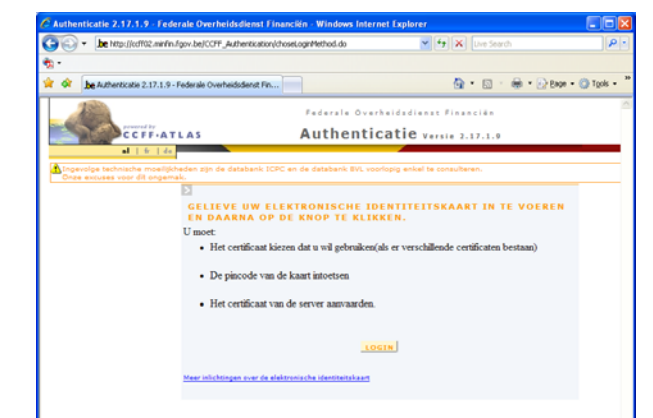 Authenticatie 2.17.1.9 - Federale Overheidsdienst Financiën - Windows Internet Explorer
.be http://ccff02.minfin.fgov.be/CCFF_Authentication/choseLoginMethod.do
Live Search
.be Authenticatie 2.17.1.9 - Federale Overheidsdienst Fin...
Page
Tools
Federale Overheidsdienst Financiën
powered by
CCFF-ATLAS
Authenticatie Versie 2.17.1.9
nl | fr | de
Ingevolge technische moeilijkheden zijn de databank ICPC en de databank BVL voorlopig enkel te consulteren.
Onze excuses voor dit ongemak.
GELIEVE UW ELEKTRONISCHE IDENTITEITSKAART IN TE VOEREN
EN DAARNA OP DE KNOP TE KLIKKEN.
U moet:
• Het certificaat kiezen dat u wil gebruiken(als er verschillende certificaten bestaan)
• De pincode van de kaart intoetsen
• Het certificaat van de server aanvaarden.
LOGIN
Meer inlichtingen over de elektronische identiteitskaart